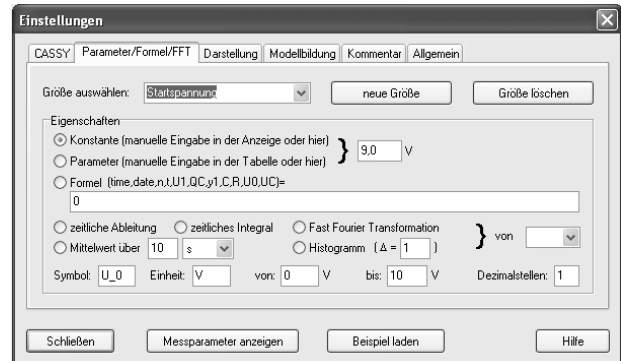 Einstellungen
CASSY Parameter/Formel/FFT Darstellung Modellbildung Kommentar Allgemein
Größe auswählen: Startspannung neue Größe Größe löschen
Eigenschaften
Konstante (manuelle Eingabe in der Anzeige oder hier)
Parameter (manuelle Eingabe in der Tabelle oder hier) } 9,0 V
Formel (time,date,n,t,U1,QC,y1,C,R,U0,UC)=
0
zeitliche Ableitung zeitliches Integral Fast Fourier Transformation
Mittelwert über 10 s Histogramm (Δ = 1 ) } von
Symbol: U_0 Einheit: V von: 0 V bis: 10 V Dezimalstellen: 1
Schließen Messparameter anzeigen Beispiel laden Hilfe